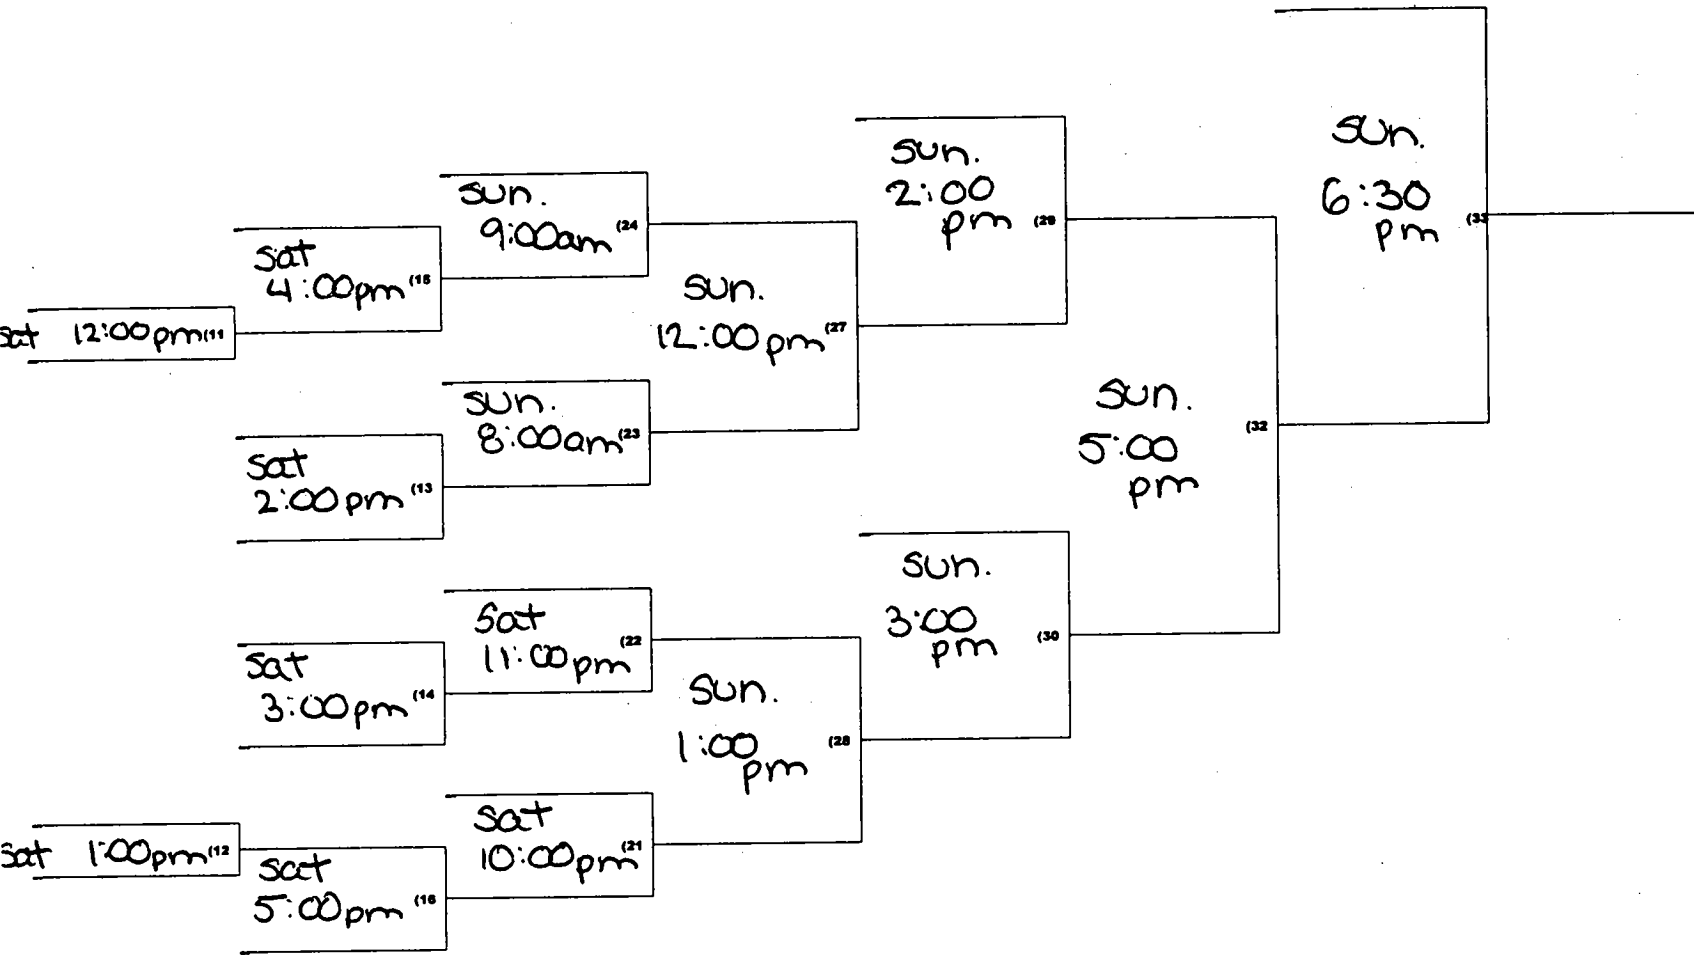 sun.
6:30
pm (33
sun.
2:00
pm (29
sun.
9:00am (24
sat
4:00pm (15
sat 12:00pm (11
sun.
12:00pm (27
sun.
8:00am (23
sat
2:00pm (13
sun.
5:00
pm
(32
sun.
3:00
pm (30
sat
11:00pm (22
sat
3:00pm (14
sun.
1:00
pm
(28
sat
10:00pm (21
sat 1:00pm (12
sat
5:00pm (16